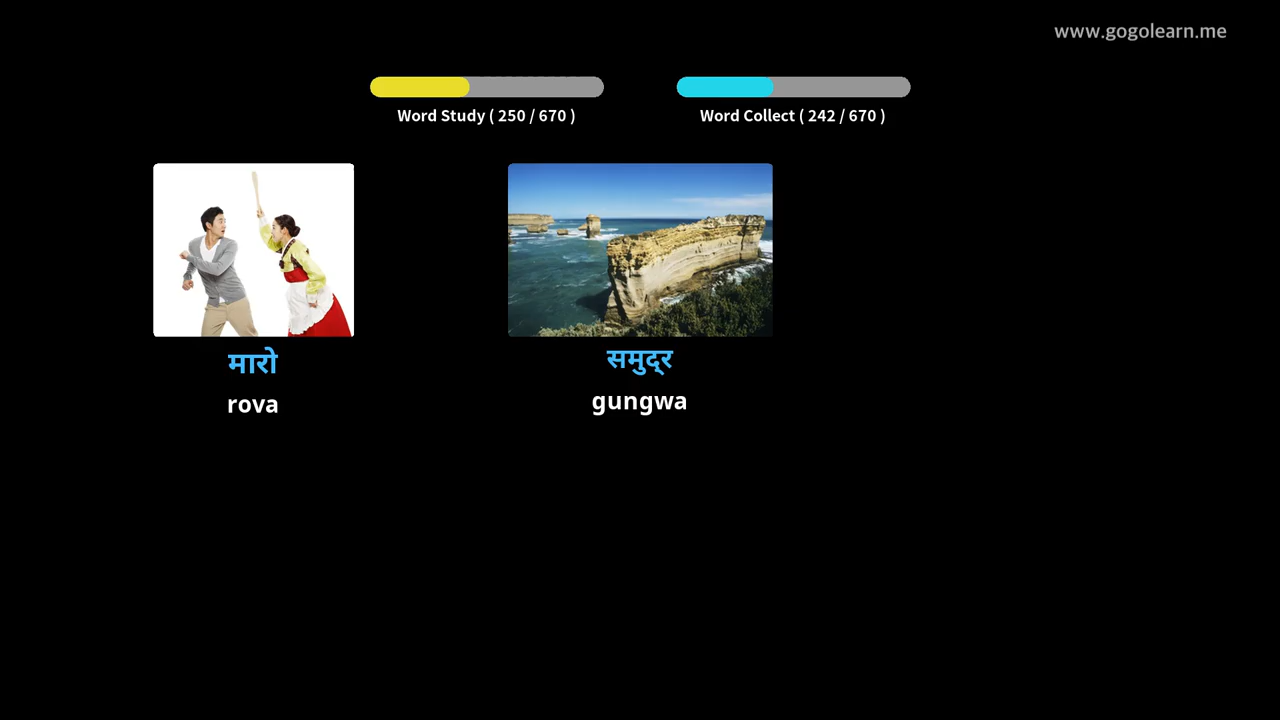 www.gogolearn.me
Word Study ( 250 / 670 )
Word Collect ( 242 / 670 )
मारो
rova
समुद्र
gungwa